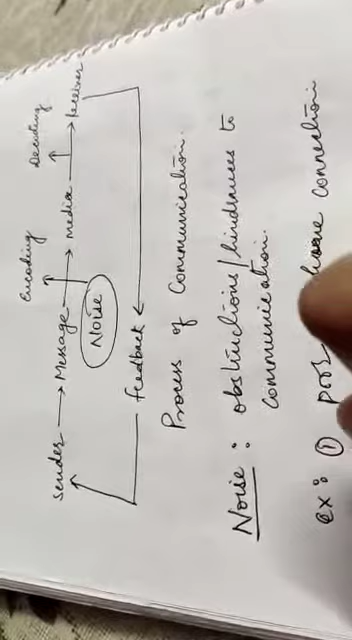 Encoding
Decoding
Sender → Message → Media → Receiver
Noise
feedback
Process of Communication.
Noise : obstructions/hindrances to
communication.
ex: ① poor
connection